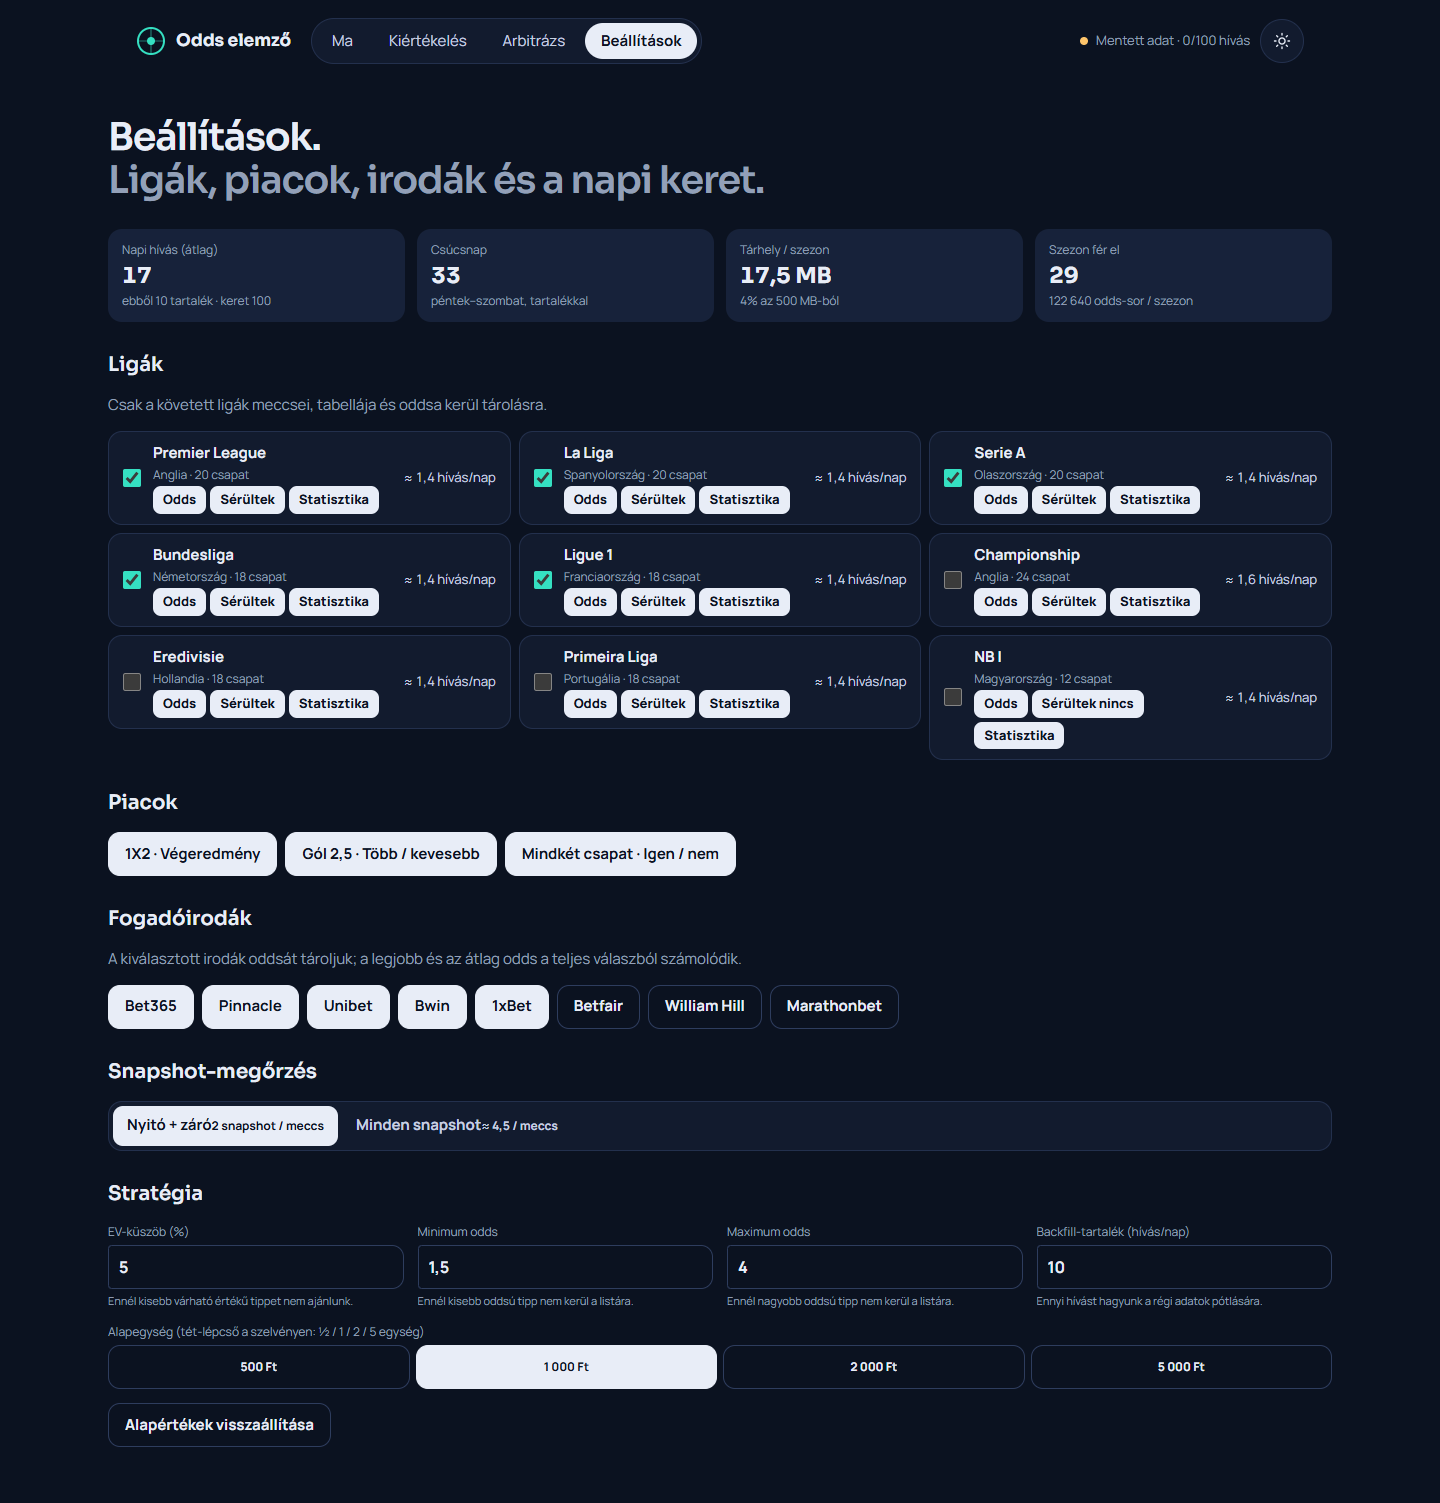 Odds elemző
Ma
Kiértékelés
Arbitrázs
Beállítások
Mentett adat · 0/100 hívás
Beállítások.
Ligák, piacok, irodák és a napi keret.
Napi hívás (átlag)
17
ebből 10 tartalék · keret 100
Csúcsnap
33
péntek–szombat, tartalékkal
Tárhely / szezon
17,5 MB
4% az 500 MB-ból
Szezon fér el
29
122 640 odds-sor / szezon
Ligák
Csak a követett ligák meccsei, tabellája és oddsa kerül tárolásra.
Premier League
Anglia · 20 csapat
Odds Sérültek Statisztika
≈ 1,4 hívás/nap
La Liga
Spanyolország · 20 csapat
Odds Sérültek Statisztika
≈ 1,4 hívás/nap
Serie A
Olaszország · 20 csapat
Odds Sérültek Statisztika
≈ 1,4 hívás/nap
Bundesliga
Németország · 18 csapat
Odds Sérültek Statisztika
≈ 1,4 hívás/nap
Ligue 1
Franciaország · 18 csapat
Odds Sérültek Statisztika
≈ 1,4 hívás/nap
Championship
Anglia · 24 csapat
Odds Sérültek Statisztika
≈ 1,6 hívás/nap
Eredivisie
Hollandia · 18 csapat
Odds Sérültek Statisztika
≈ 1,4 hívás/nap
Primeira Liga
Portugália · 18 csapat
Odds Sérültek Statisztika
≈ 1,4 hívás/nap
NB I
Magyarország · 12 csapat
Odds Sérültek nincs
Statisztika
≈ 1,4 hívás/nap
Piacok
1X2 · Végeredmény
Gól 2,5 · Több / kevesebb
Mindkét csapat · Igen / nem
Fogadóirodák
A kiválasztott irodák oddsát tároljuk; a legjobb és az átlag odds a teljes válaszból számolódik.
Bet365
Pinnacle
Unibet
Bwin
1xBet
Betfair
William Hill
Marathonbet
Snapshot-megőrzés
Nyitó + záró2 snapshot / meccs
Minden snapshot≈ 4,5 / meccs
Stratégia
EV-küszöb (%)
5
Ennél kisebb várható értékű tippet nem ajánlunk.
Minimum odds
1,5
Ennél kisebb oddsú tipp nem kerül a listára.
Maximum odds
4
Ennél nagyobb oddsú tipp nem kerül a listára.
Backfill-tartalék (hívás/nap)
10
Ennyi hívást hagyunk a régi adatok pótlására.
Alapegység (tét-lépcső a szelvényen: ½ / 1 / 2 / 5 egység)
500 Ft
1 000 Ft
2 000 Ft
5 000 Ft
Alapértékek visszaállítása